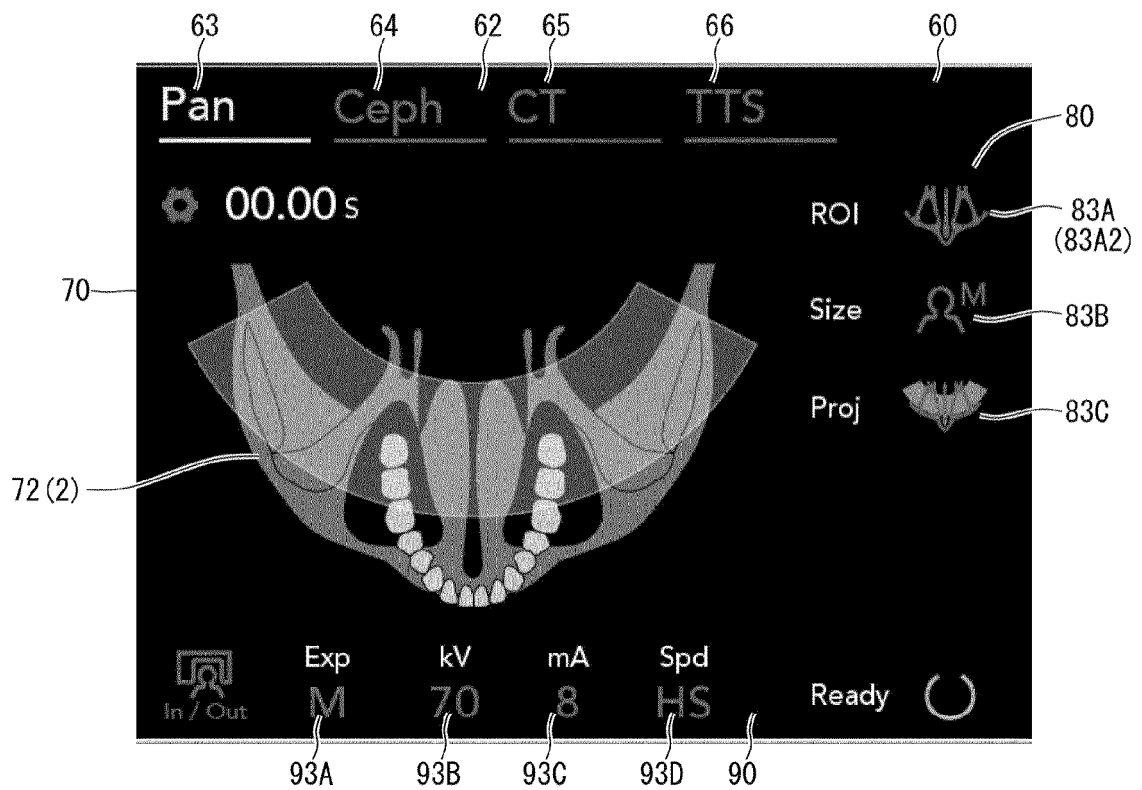 63 64 62 65 66 60
Pan Ceph CT TTS
80
00.00 s
ROI
83A
(83A2)
70
Size M
83B
Proj
83C
72(2)
Exp kV mA Spd
In / Out M 70 8 HS
Ready
93A 93B 93C 93D 90